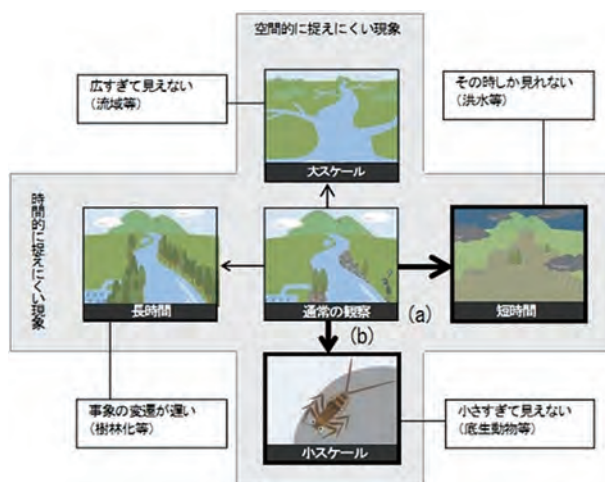 空間的に捉えにくい現象
広すぎて見えない
（流域等）
その時しか見れない
（洪水等）
大スケール
時間的に捉えにくい現象
長時間
通常の観察
短時間
(a)
(b)
事象の変遷が遅い
（樹林化等）
小さすぎて見えない
（底生動物等）
小スケール